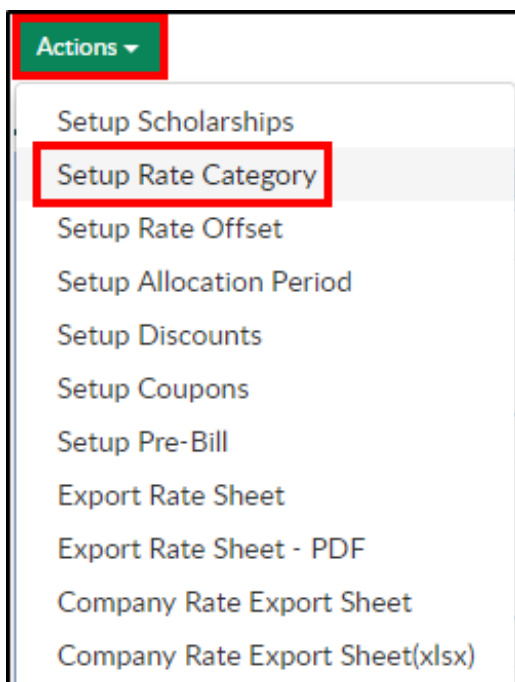 Actions
Setup Scholarships
Setup Rate Category
Setup Rate Offset
Setup Allocation Period
Setup Discounts
Setup Coupons
Setup Pre-Bill
Export Rate Sheet
Export Rate Sheet - PDF
Company Rate Export Sheet
Company Rate Export Sheet(xlsx)